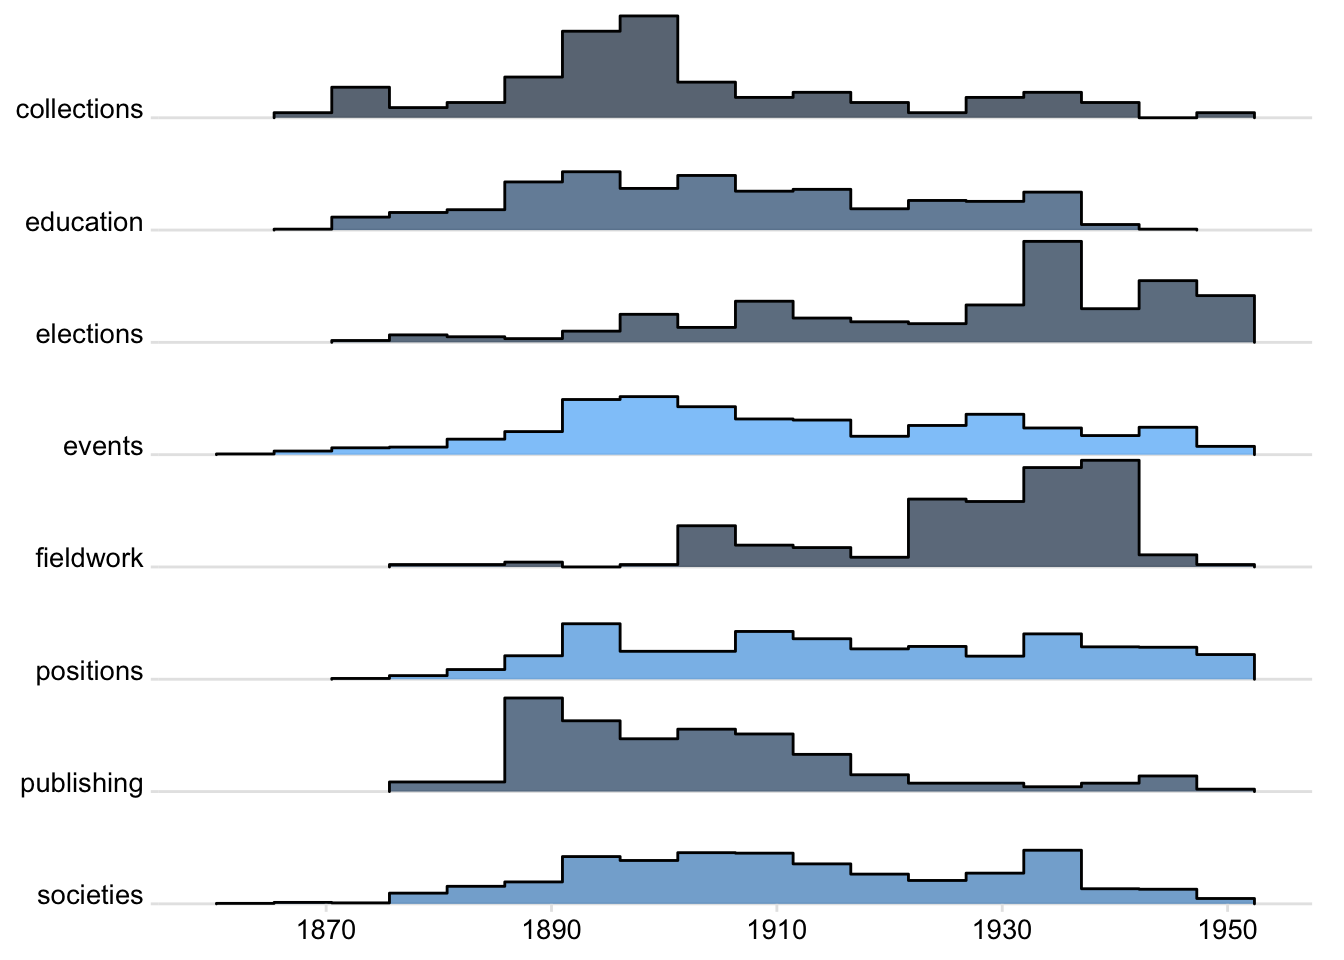 collections
education
elections
events
fieldwork
positions
publishing
societies
1870 1890 1910 1930 1950